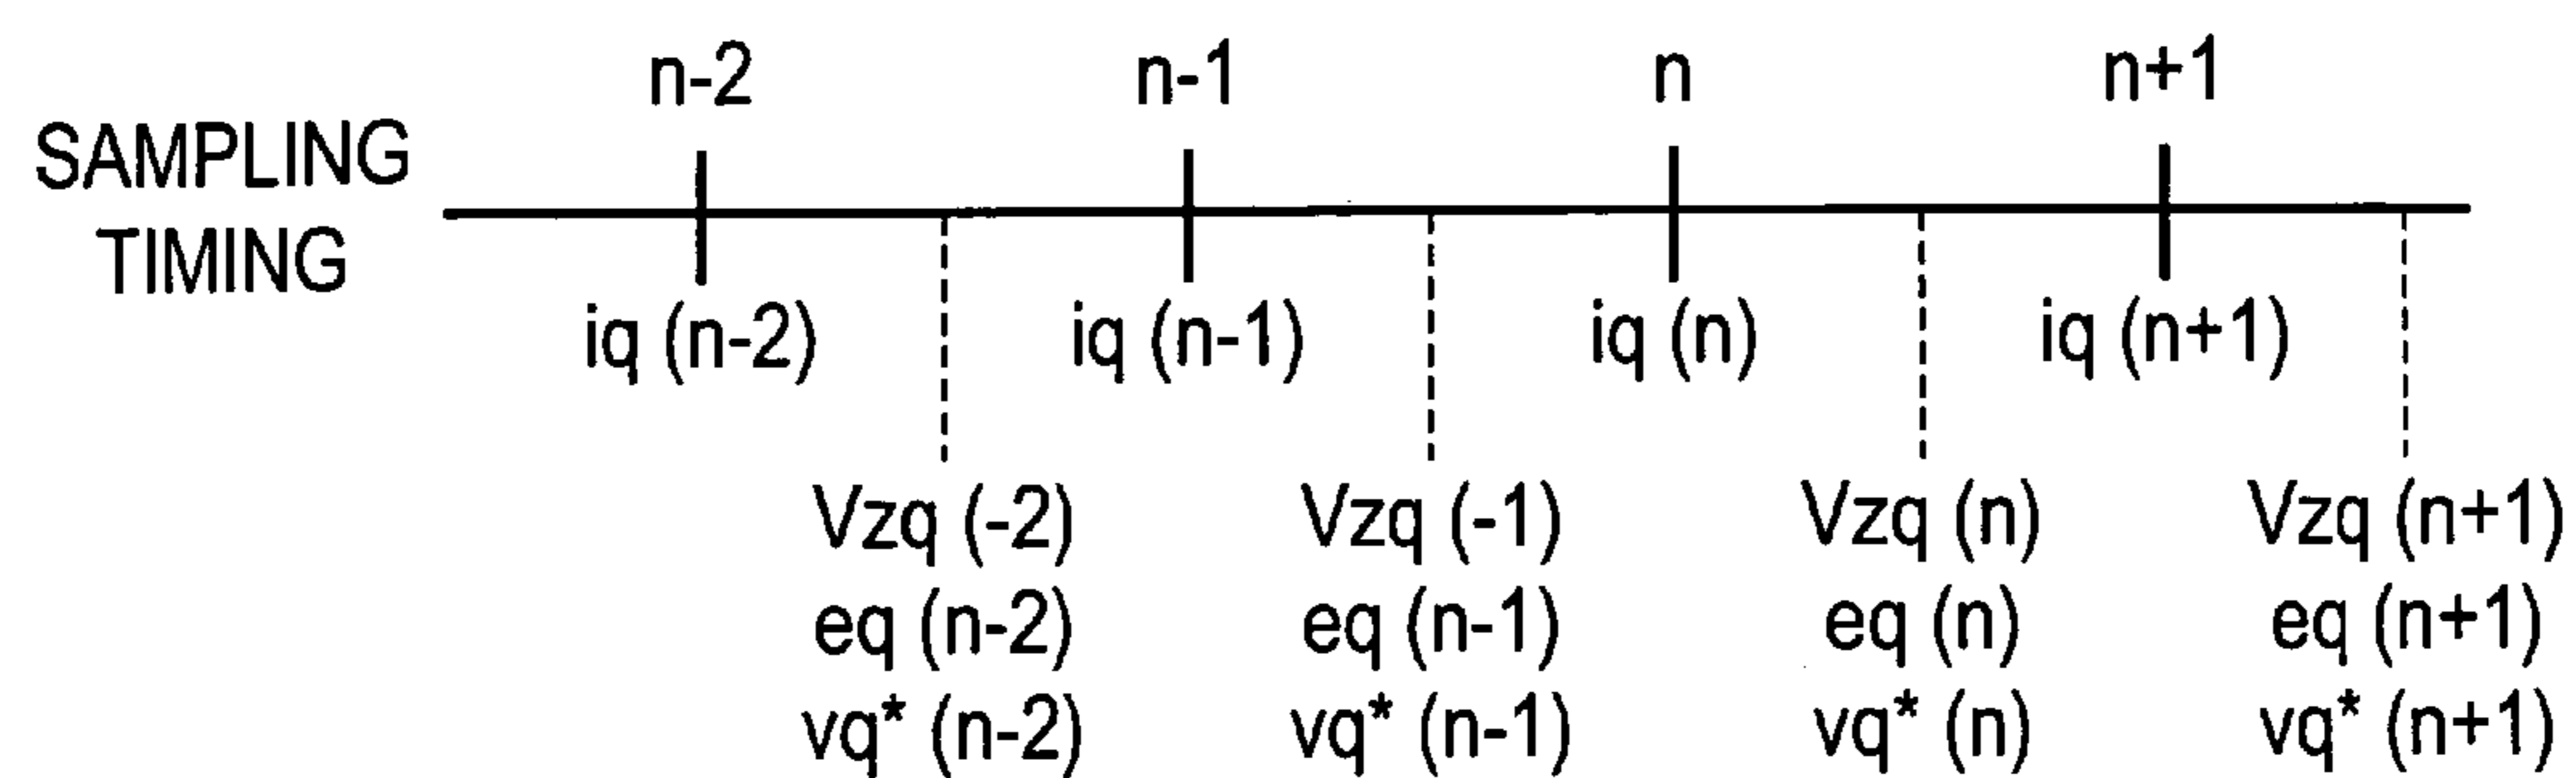 n-2 n-1 n n+1
SAMPLING
TIMING
iq (n-2) iq (n-1) iq (n) iq (n+1)
Vzq (-2) Vzq (-1) Vzq (n) Vzq (n+1)
eq (n-2) eq (n-1) eq (n) eq (n+1)
vq* (n-2) vq* (n-1) vq* (n) vq* (n+1)